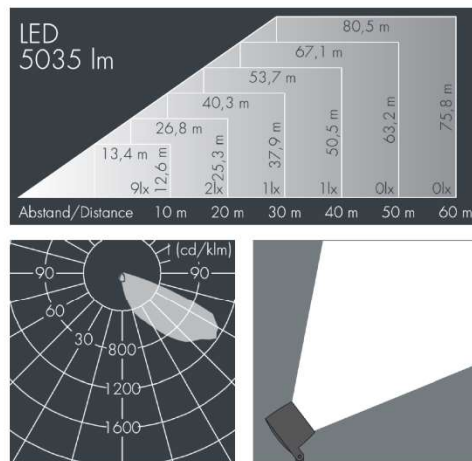 LED
5035 lm
80,5 m
67,1 m
53,7 m
40,3 m
26,8 m
13,4 m
12,6 m
25,3 m
37,9 m
50,5 m
63,2 m
75,8 m
9lx 2lx 1lx 1lx 0lx 0lx
Abstand/Distance 10 m 20 m 30 m 40 m 50 m 60 m
I (cd/klm)
90 90
60
30
800
1200
1600